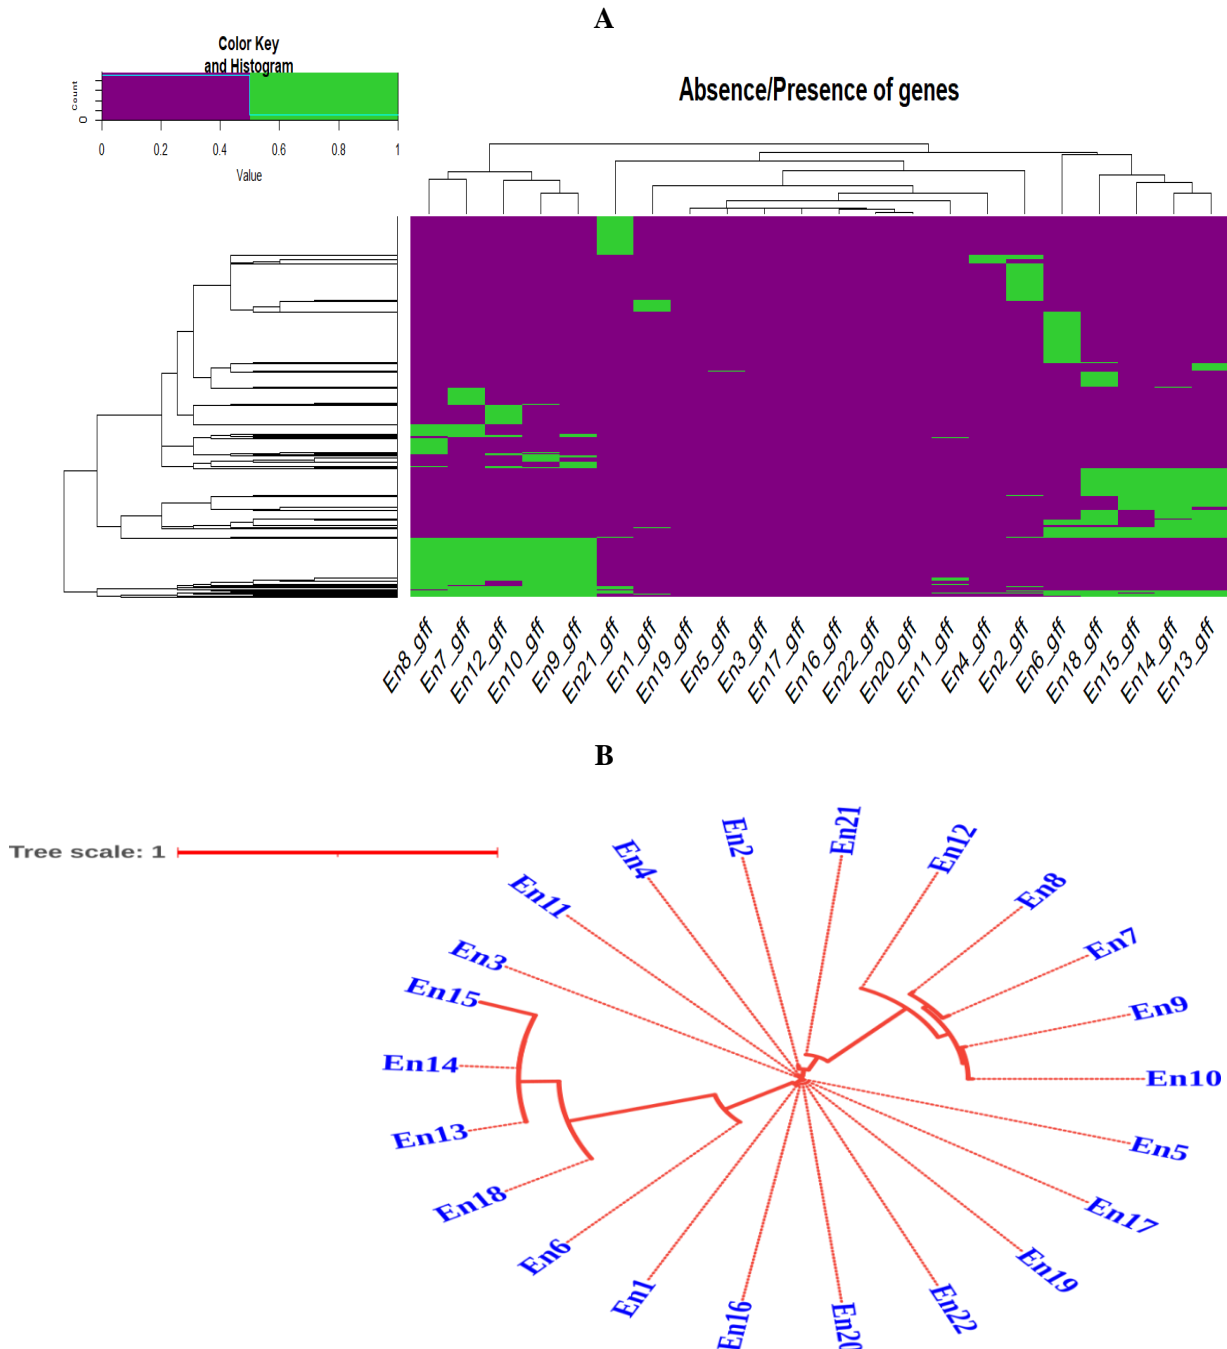 A
Color Key
and Histogram
Count
0
0 0.2 0.4 0.6 0.8 1
Value
Absence/Presence of genes
En8_gff
En7_gff
En12_gff
En10_gff
En9_gff
En21_gff
En1_gff
En19_gff
En5_gff
En3_gff
En17_gff
En16_gff
En22_gff
En20_gff
En11_gff
En4_gff
En2_gff
En6_gff
En18_gff
En15_gff
En14_gff
En13_gff
B
Tree scale: 1
En21
En12
En8
En7
En9
En10
En5
En17
En19
En22
En20
En16
En1
En6
En18
En13
En14
En15
En3
En11
En4
En2